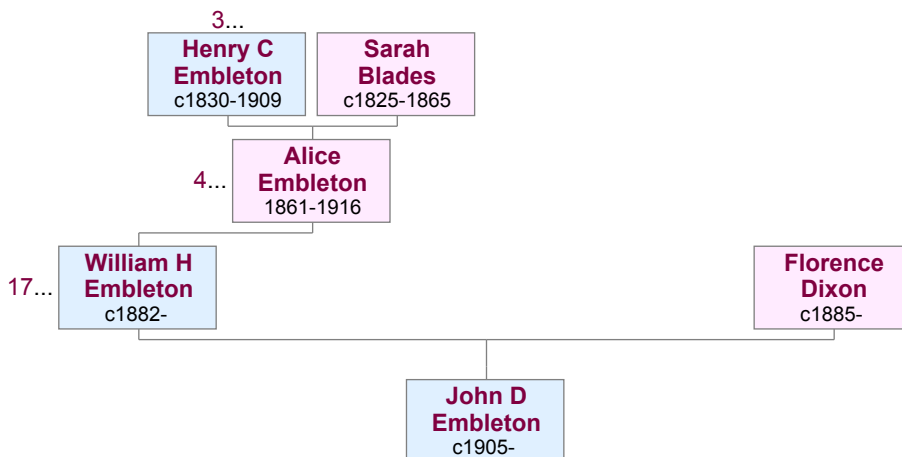 3...
Henry C
Embleton
c1830-1909
Sarah
Blades
c1825-1865
4...
Alice
Embleton
1861-1916
17...
William H
Embleton
c1882-
Florence
Dixon
c1885-
John D
Embleton
c1905-